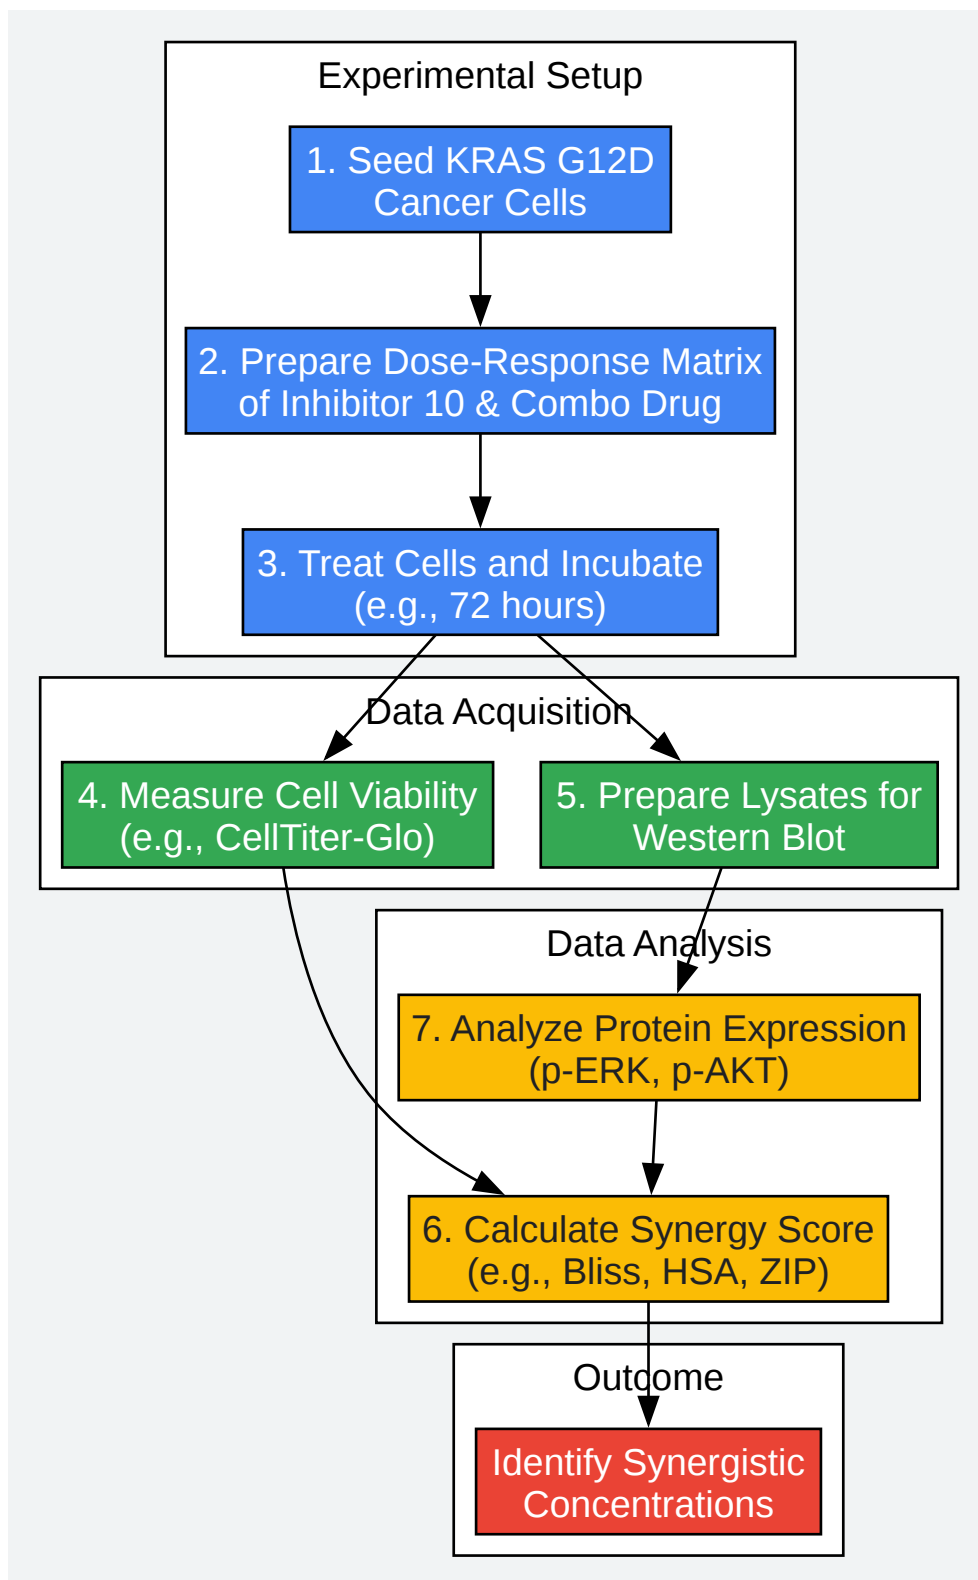 Experimental Setup
1. Seed KRAS G12D
Cancer Cells
2. Prepare Dose-Response Matrix
of Inhibitor 10 & Combo Drug
3. Treat Cells and Incubate
(e.g., 72 hours)
Data Acquisition
4. Measure Cell Viability
(e.g., CellTiter-Glo)
5. Prepare Lysates for
Western Blot
Data Analysis
7. Analyze Protein Expression
(p-ERK, p-AKT)
6. Calculate Synergy Score
(e.g., Bliss, HSA, ZIP)
Outcome
Identify Synergistic
Concentrations